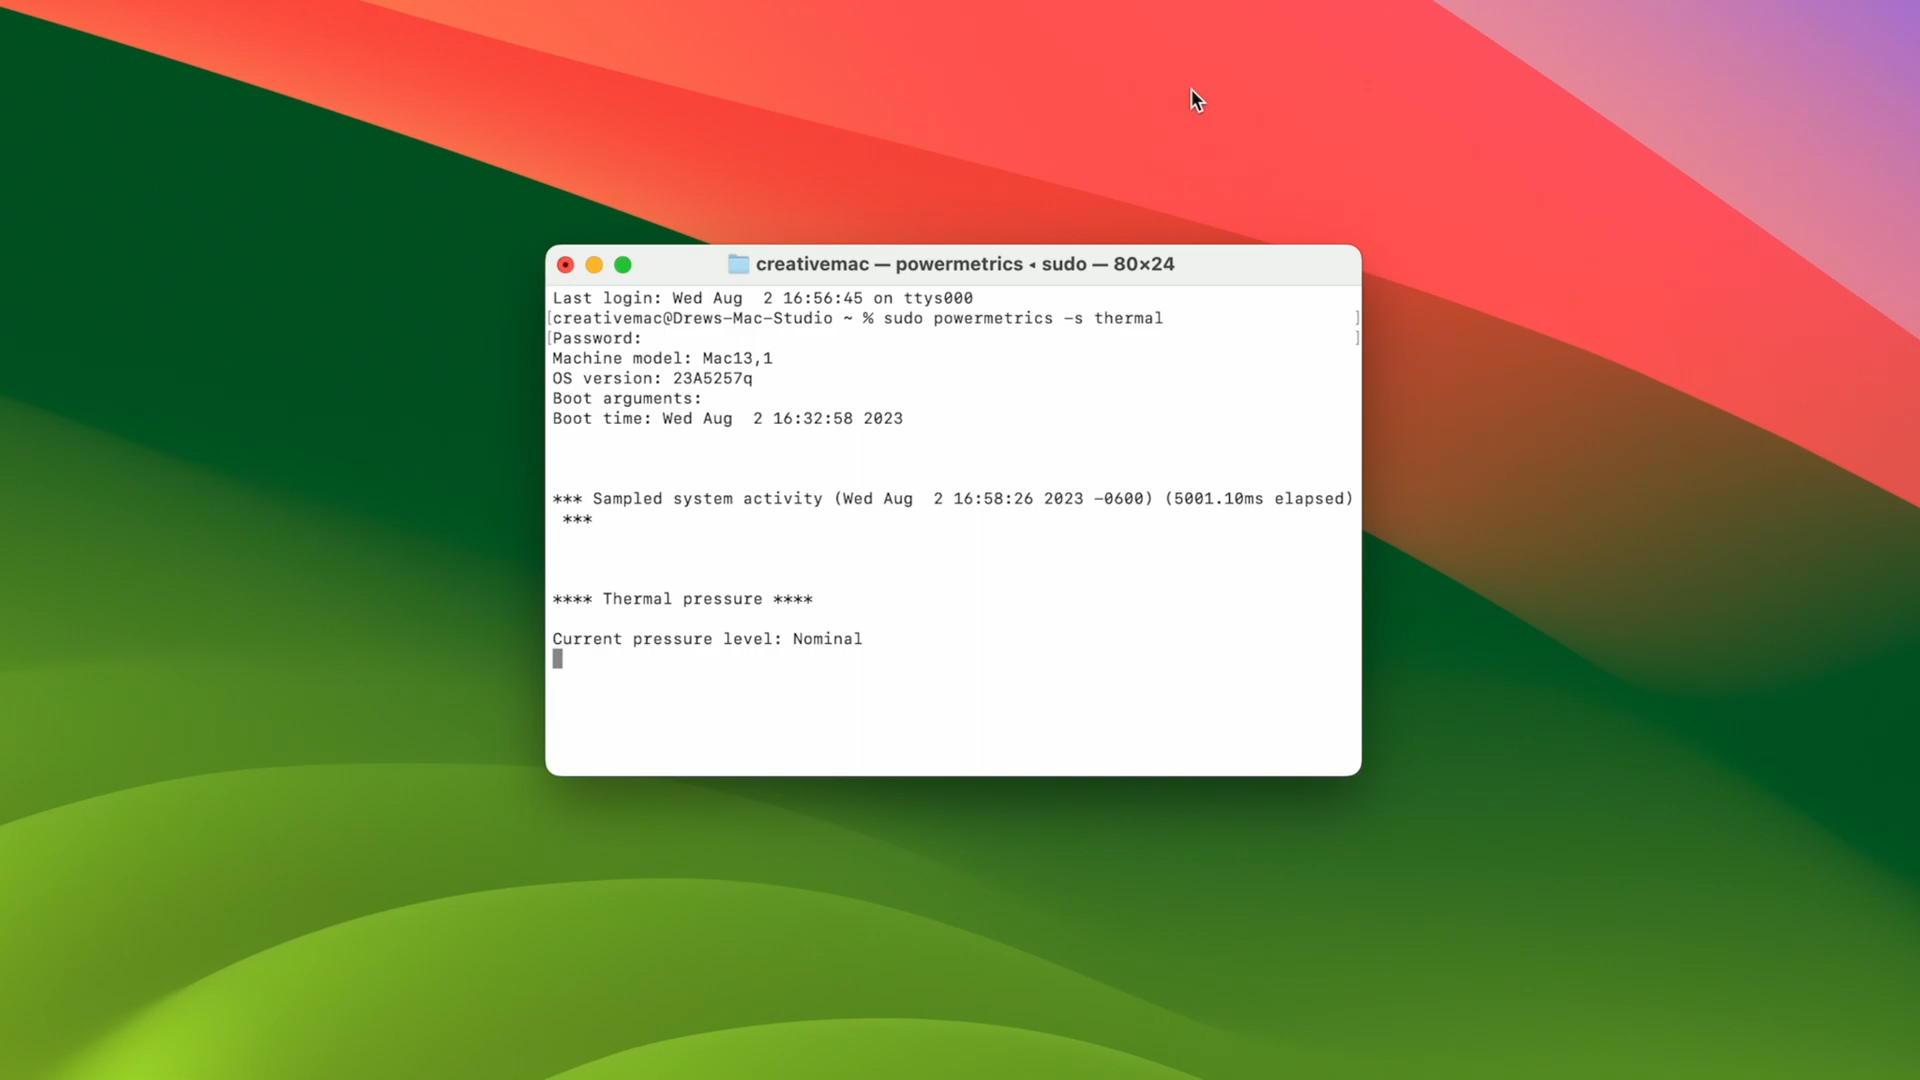 creativemac — powermetrics ◂ sudo — 80×24
Last login: Wed Aug  2 16:56:45 on ttys000
[creativemac@Drews-Mac-Studio ~ % sudo powermetrics -s thermal ]
[Password: ]
Machine model: Mac13,1
OS version: 23A5257q
Boot arguments:
Boot time: Wed Aug  2 16:32:58 2023
*** Sampled system activity (Wed Aug  2 16:58:26 2023 -0600) (5001.10ms elapsed)
***
**** Thermal pressure ****
Current pressure level: Nominal